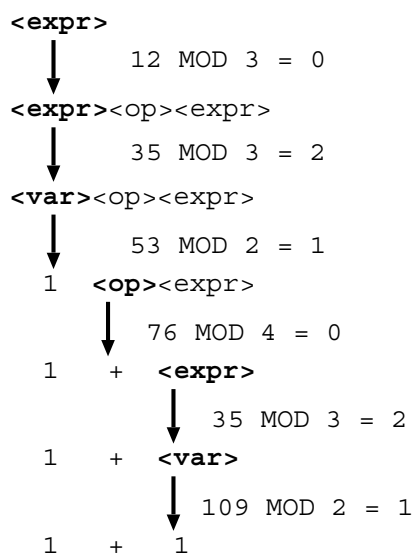 <expr>
12 MOD 3 = 0
<expr><op><expr>
35 MOD 3 = 2
<var><op><expr>
53 MOD 2 = 1
1 <op><expr>
76 MOD 4 = 0
1 + <expr>
35 MOD 3 = 2
1 + <var>
109 MOD 2 = 1
1 + 1